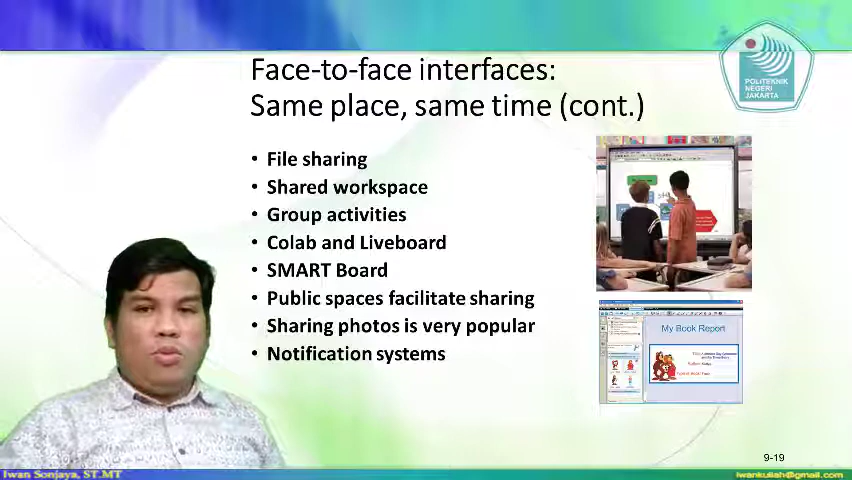 Face-to-face interfaces:
Same place, same time (cont.)
POLITEKNIK
NEGERI
JAKARTA
• File sharing
• Shared workspace
• Group activities
• Colab and Liveboard
• SMART Board
• Public spaces facilitate sharing
• Sharing photos is very popular
• Notification systems
My Book Report
9-19
Iwan Sonjaya, ST.MT
iwankuliah@gmail.com